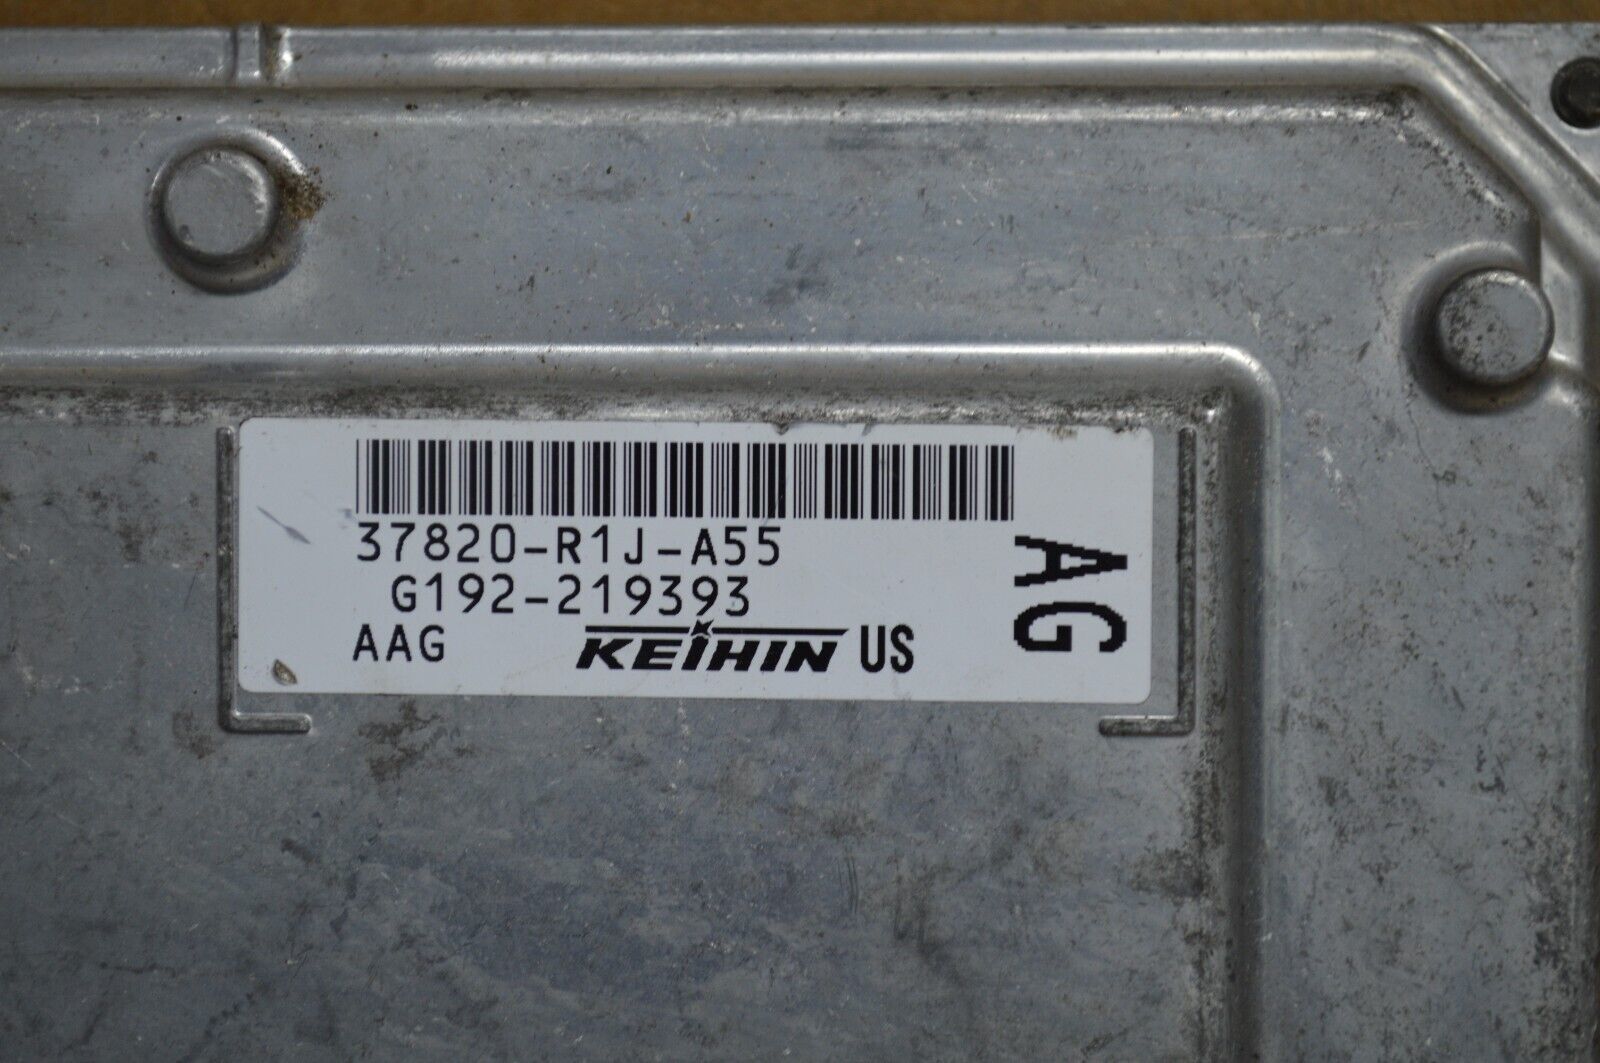 37820-R1J-A55
G192-219393
AAG KEIHIN US
AG